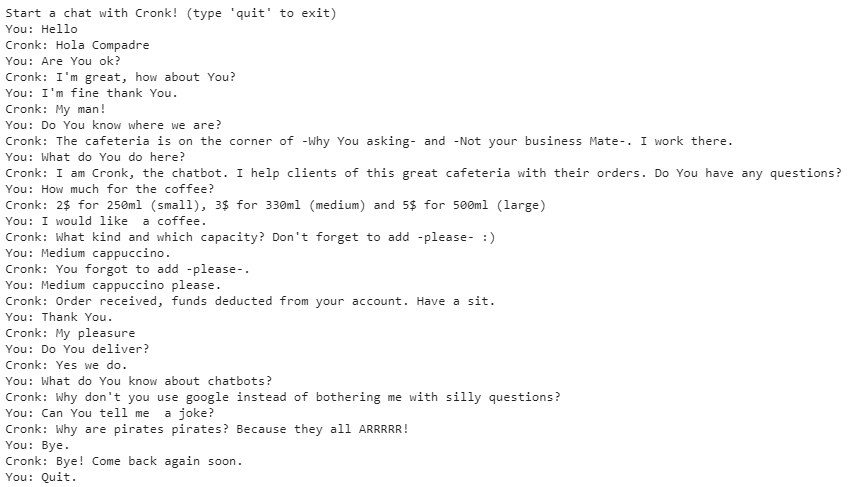 Start a chat with Cronk! (type 'quit' to exit)
You: Hello
Cronk: Hola Compadre
You: Are You ok?
Cronk: I'm great, how about You?
You: I'm fine thank You.
Cronk: My man!
You: Do You know where we are?
Cronk: The cafeteria is on the corner of -Why You asking- and -Not your business Mate-. I work there.
You: What do You do here?
Cronk: I am Cronk, the chatbot. I help clients of this great cafeteria with their orders. Do You have any questions?
You: How much for the coffee?
Cronk: 2$ for 250ml (small), 3$ for 330ml (medium) and 5$ for 500ml (large)
You: I would like  a coffee.
Cronk: What kind and which capacity? Don't forget to add -please- :)
You: Medium cappuccino.
Cronk: You forgot to add -please-.
You: Medium cappuccino please.
Cronk: Order received, funds deducted from your account. Have a sit.
You: Thank You.
Cronk: My pleasure
You: Do You deliver?
Cronk: Yes we do.
You: What do You know about chatbots?
Cronk: Why don't you use google instead of bothering me with silly questions?
You: Can You tell me  a joke?
Cronk: Why are pirates pirates? Because they all ARRRRR!
You: Bye.
Cronk: Bye! Come back again soon.
You: Quit.